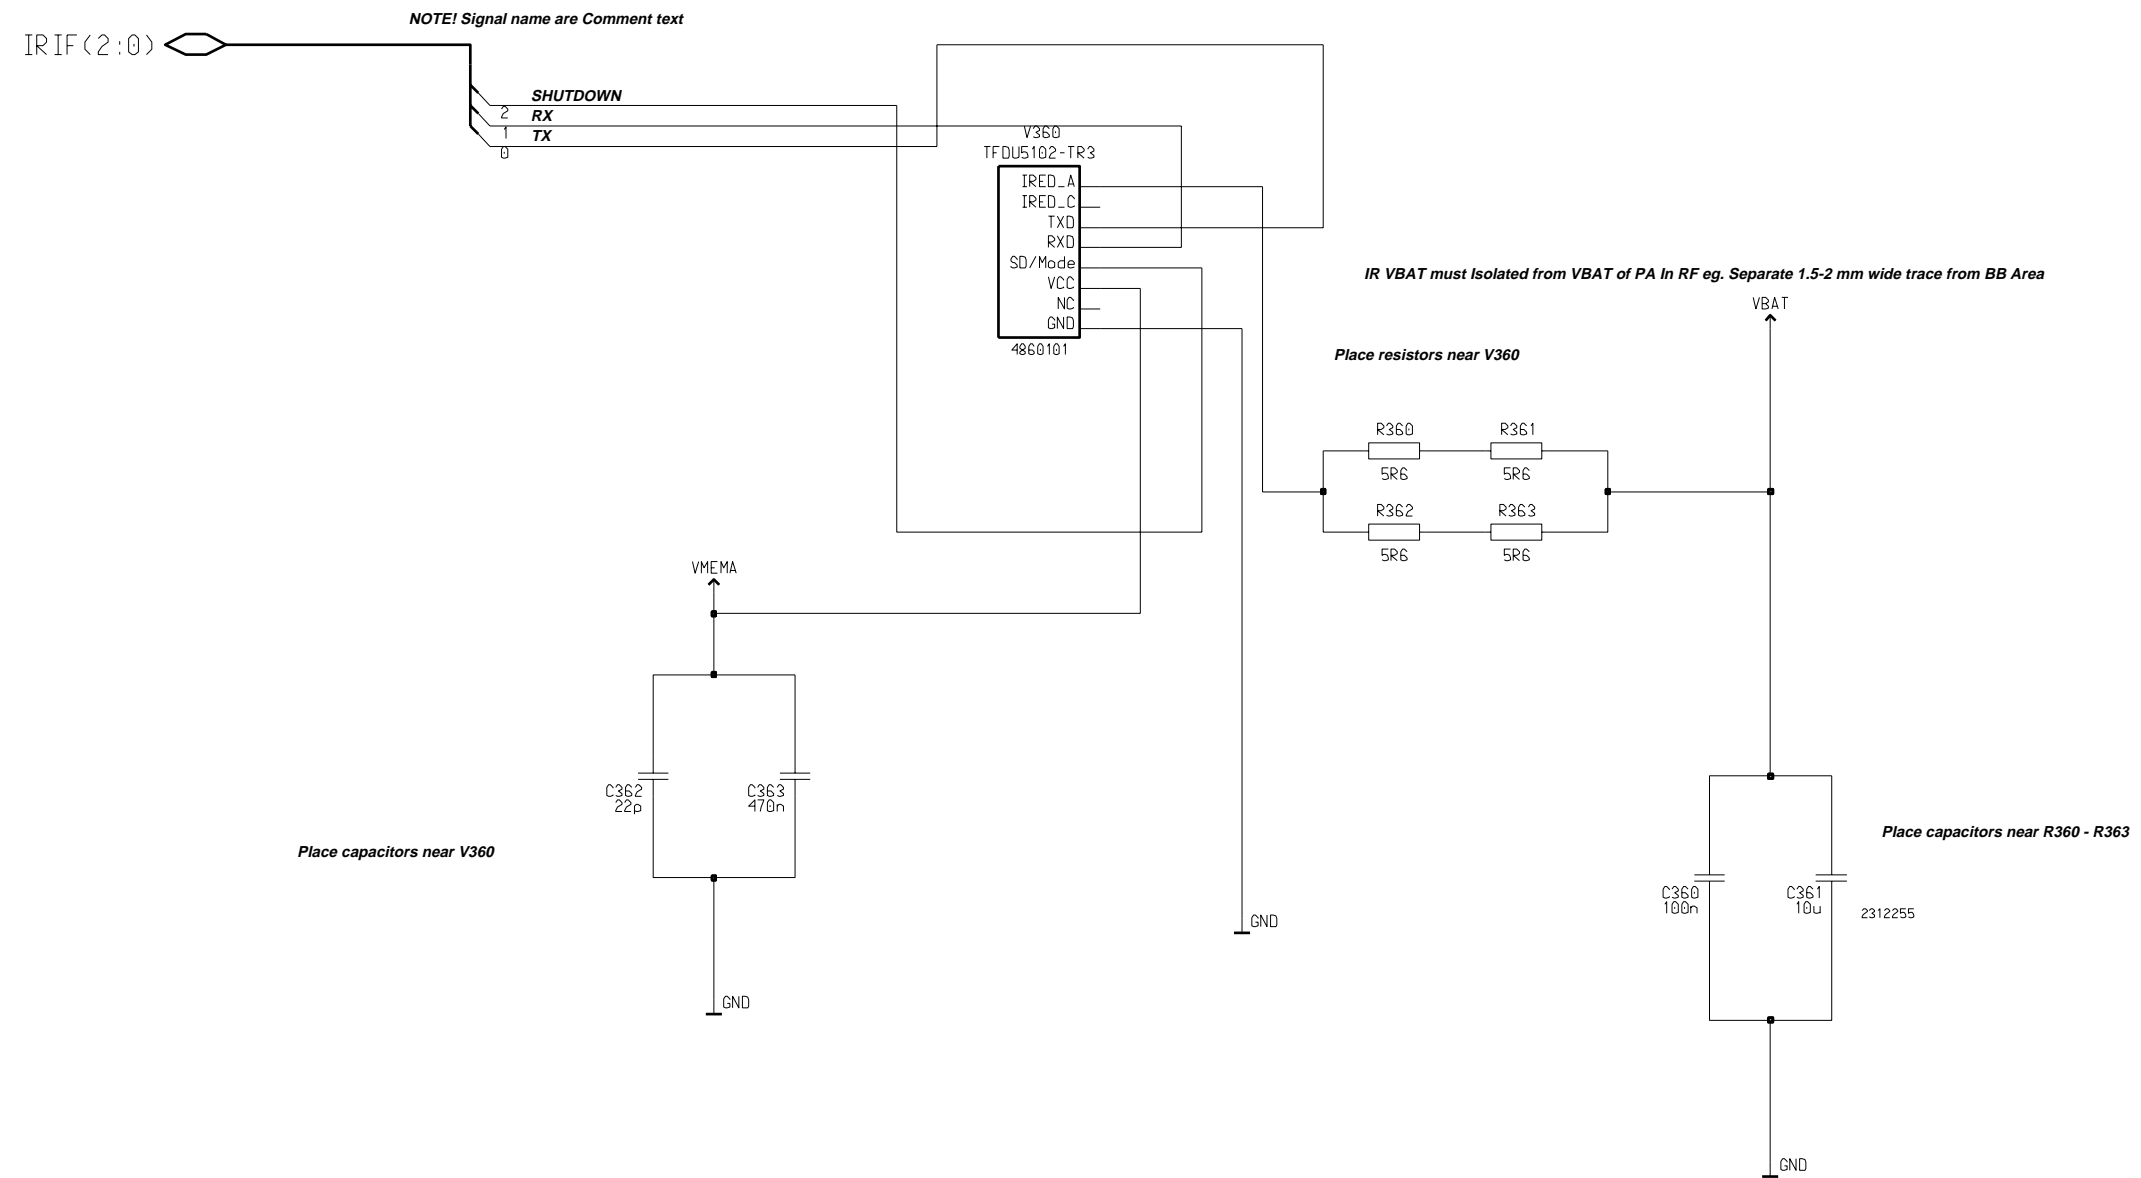 NOTE! Signal name are Comment text
IRIF(2:0)
SHUTDOWN
2
RX
1
TX
0
V360
TFDU5102-TR3
IRED_A
IRED_C
TXD
RXD
SD/Mode
VCC
NC
GND
4860101
IR VBAT must Isolated from VBAT of PA In RF eg. Separate 1.5-2 mm wide trace from BB Area
VBAT
Place resistors near V360
R360
R361
5R6
5R6
R362
R363
5R6
5R6
VMEMA
C362
22p
C363
470n
Place capacitors near V360
Place capacitors near R360 - R363
C360
100n
C361
10u
2312255
GND
GND
GND